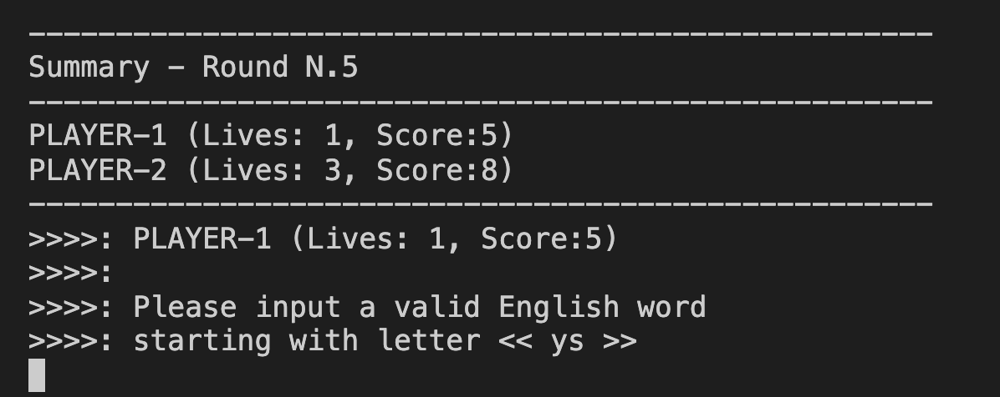 ----------------------------------------------------
Summary - Round N.5
----------------------------------------------------
PLAYER-1 (Lives: 1, Score:5)
PLAYER-2 (Lives: 3, Score:8)
----------------------------------------------------
>>>>: PLAYER-1 (Lives: 1, Score:5)
>>>>:
>>>>: Please input a valid English word
>>>>: starting with letter << ys >>